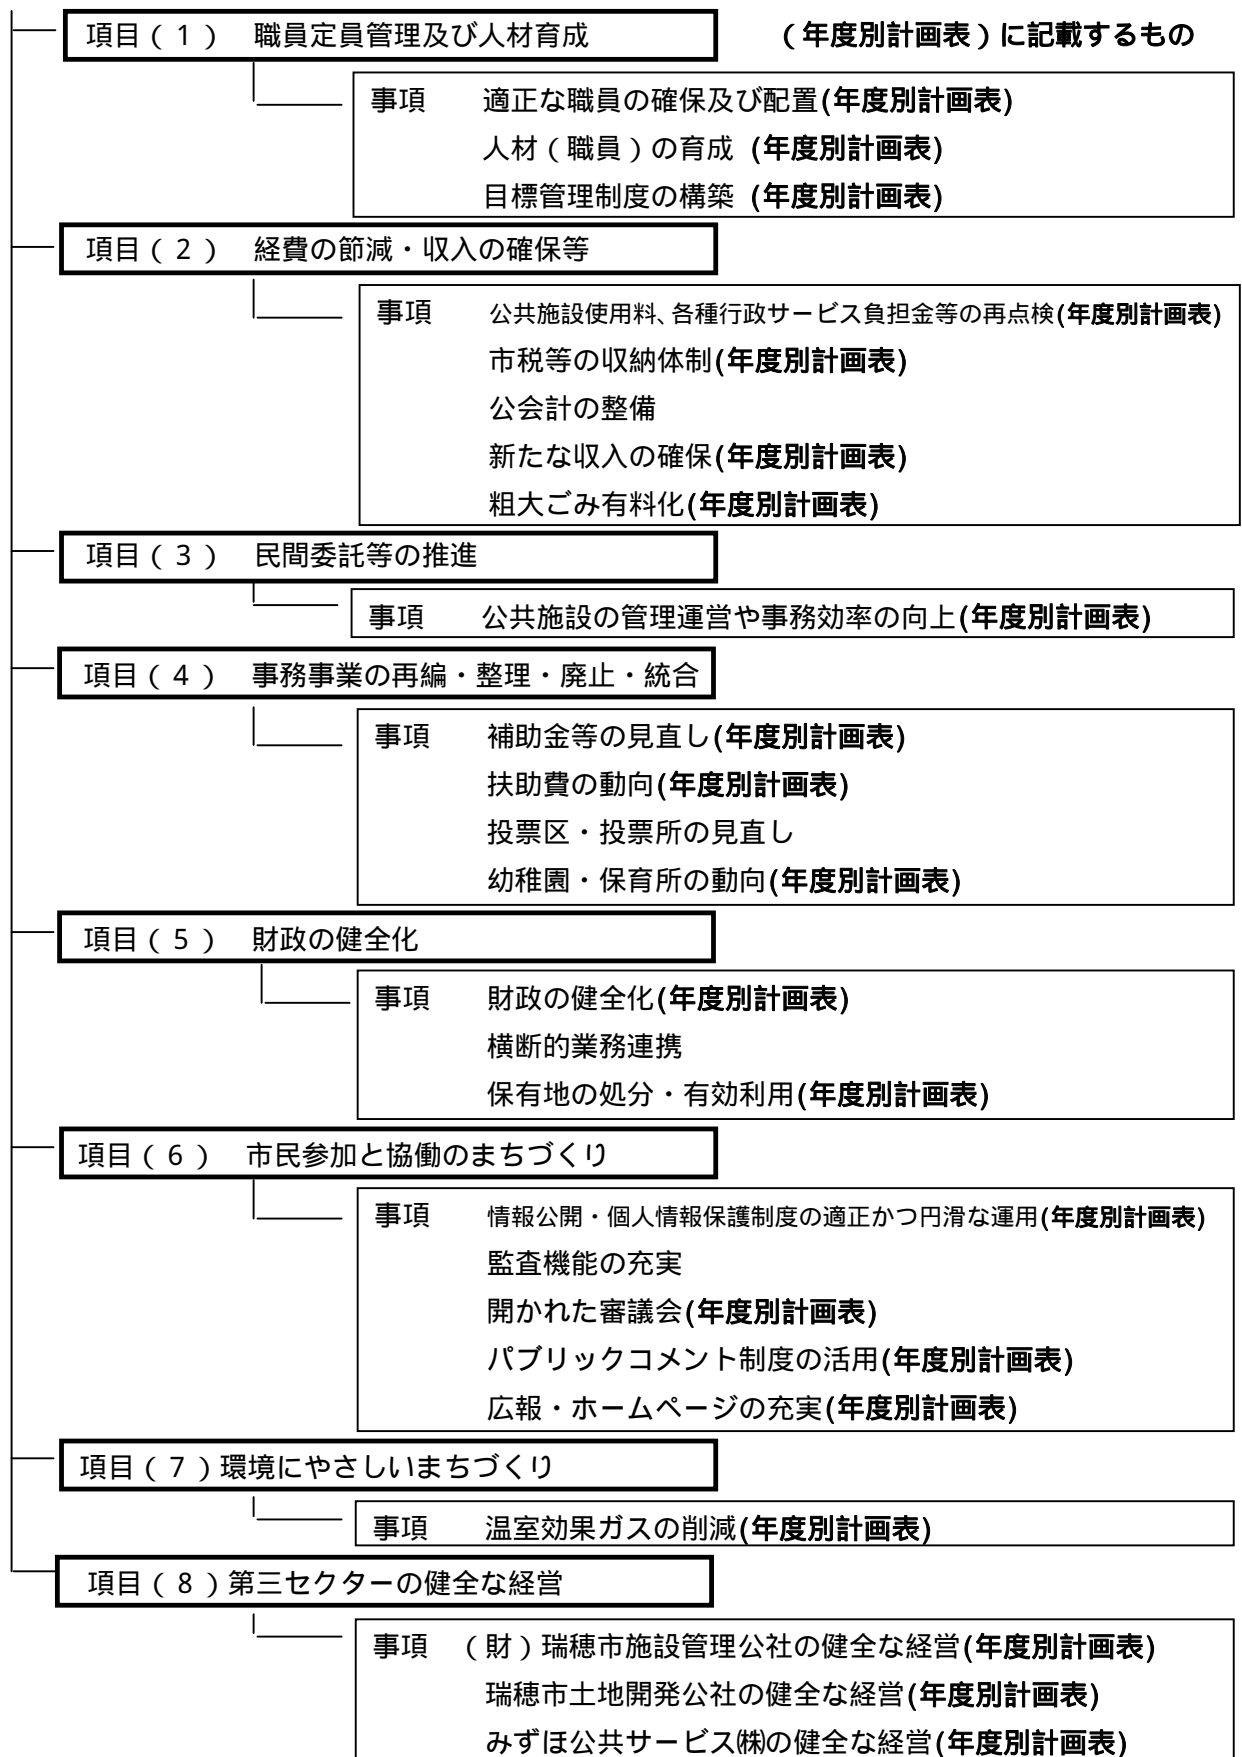 項目(1) 職員定員管理及び人材育成 (年度別計画表)に記載するもの
事項 適正な職員の確保及び配置(年度別計画表)
人材(職員)の育成 (年度別計画表)
目標管理制度の構築 (年度別計画表)
項目(2) 経費の節減・収入の確保等
事項 公共施設使用料、各種行政サービス負担金等の再点検(年度別計画表)
市税等の収納体制(年度別計画表)
公会計の整備
新たな収入の確保(年度別計画表)
粗大ごみ有料化(年度別計画表)
項目(3) 民間委託等の推進
事項 公共施設の管理運営や事務効率の向上(年度別計画表)
項目(4) 事務事業の再編・整理・廃止・統合
事項 補助金等の見直し(年度別計画表)
扶助費の動向(年度別計画表)
投票区・投票所の見直し
幼稚園・保育所の動向(年度別計画表)
項目(5) 財政の健全化
事項 財政の健全化(年度別計画表)
横断的業務連携
保有地の処分・有効利用(年度別計画表)
項目(6) 市民参加と協働のまちづくり
事項 情報公開・個人情報保護制度の適正かつ円滑な運用(年度別計画表)
監査機能の充実
開かれた審議会(年度別計画表)
パブリックコメント制度の活用(年度別計画表)
広報・ホームページの充実(年度別計画表)
項目(7)環境にやさしいまちづくり
事項 温室効果ガスの削減(年度別計画表)
項目(8)第三セクターの健全な経営
事項 (財)瑞穂市施設管理公社の健全な経営(年度別計画表)
瑞穂市土地開発公社の健全な経営(年度別計画表)
みずほ公共サービス㈱の健全な経営(年度別計画表)